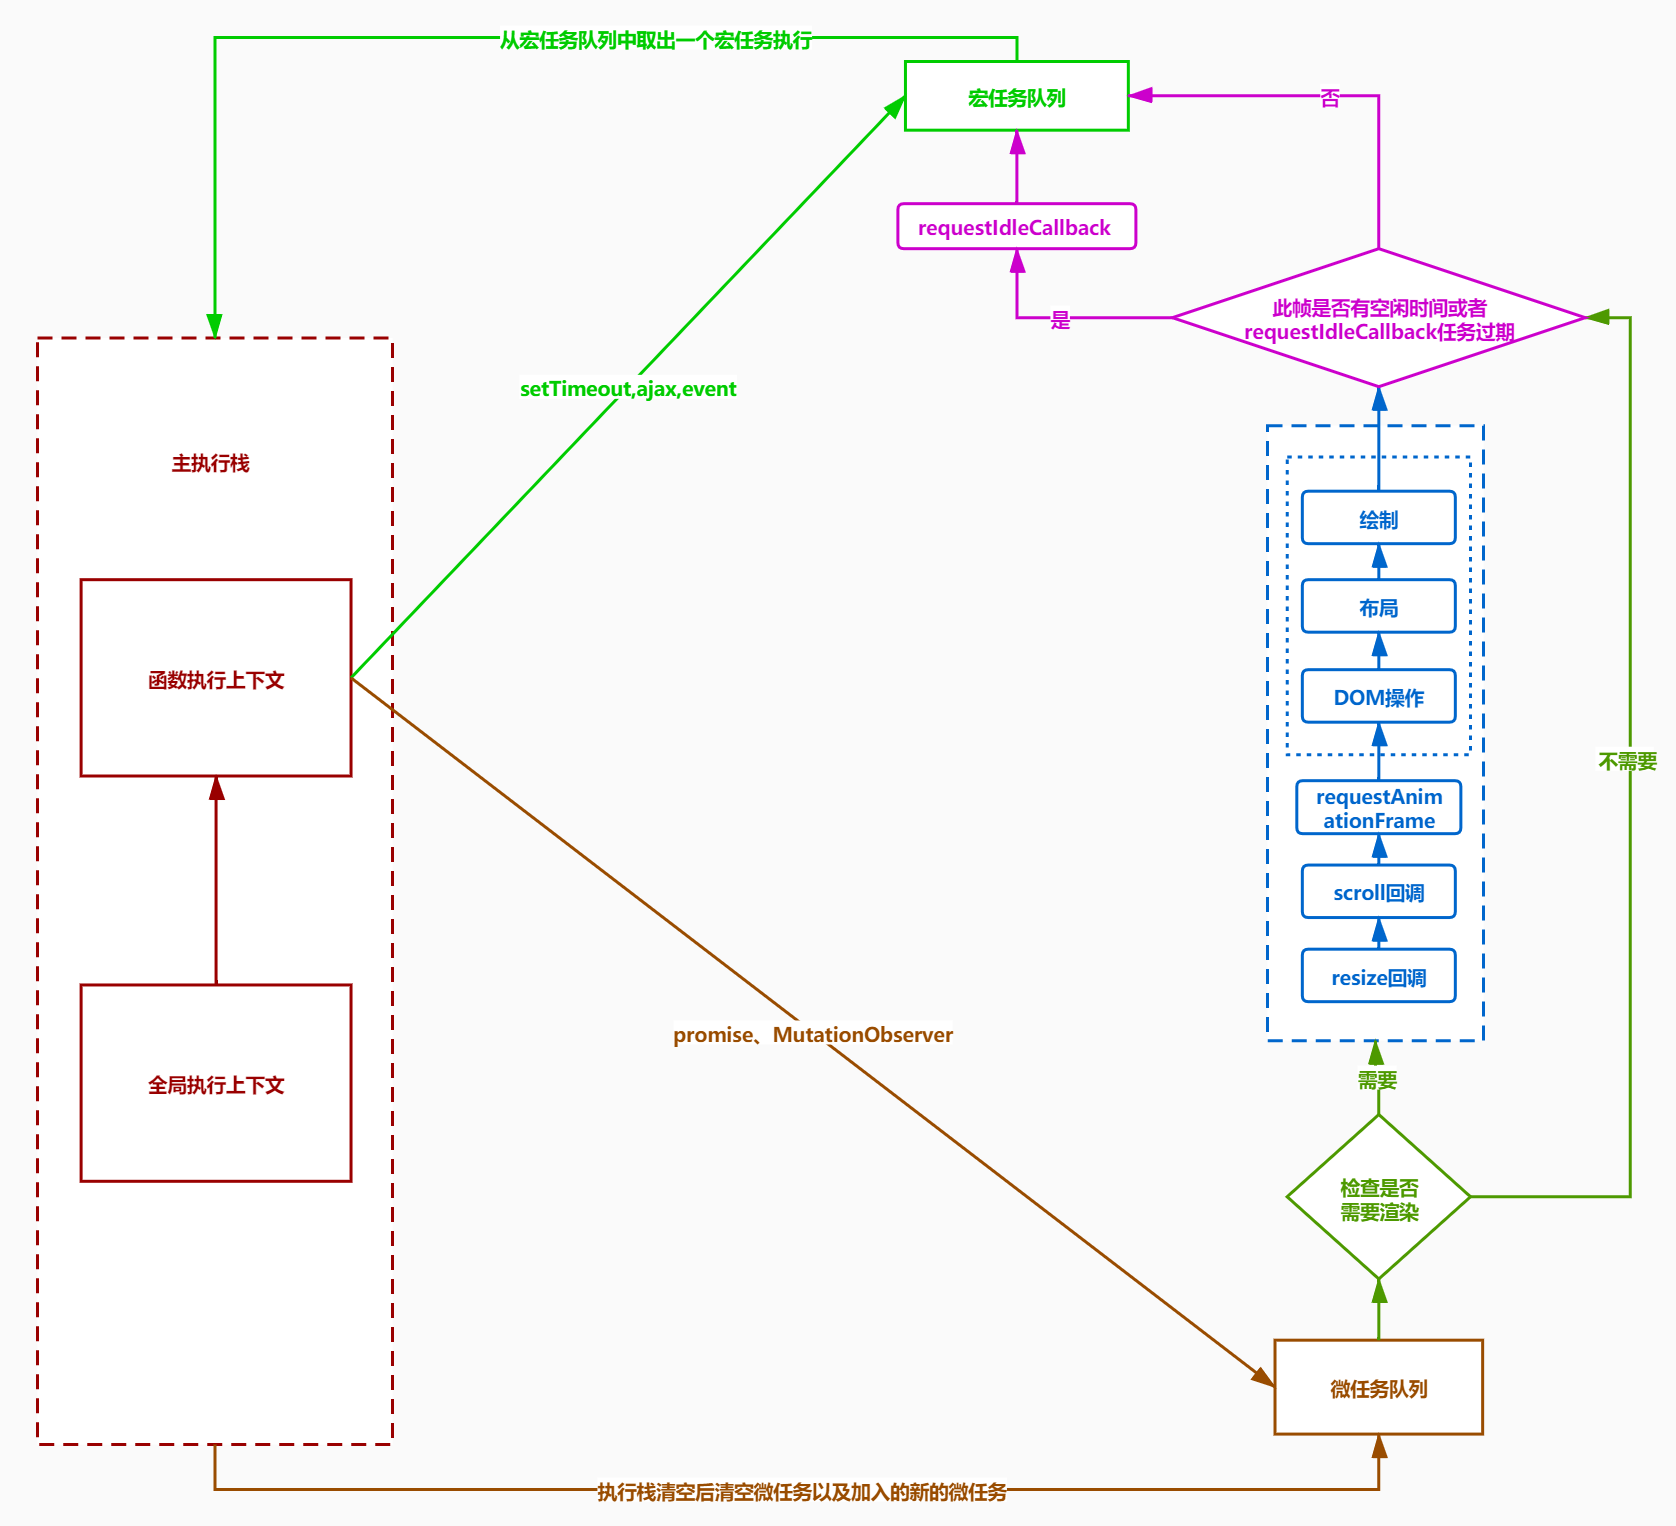 从宏任务队列中取出一个宏任务执行
宏任务队列
否
requestIdleCallback
此帧是否有空闲时间或者
requestIdleCallback任务过期
是
setTimeout,ajax,event
主执行栈
绘制
布局
函数执行上下文
DOM操作
不需要
requestAnim
ationFrame
scroll回调
resize回调
promise、MutationObserver
需要
全局执行上下文
检查是否
需要渲染
微任务队列
执行栈清空后清空微任务以及加入的新的微任务